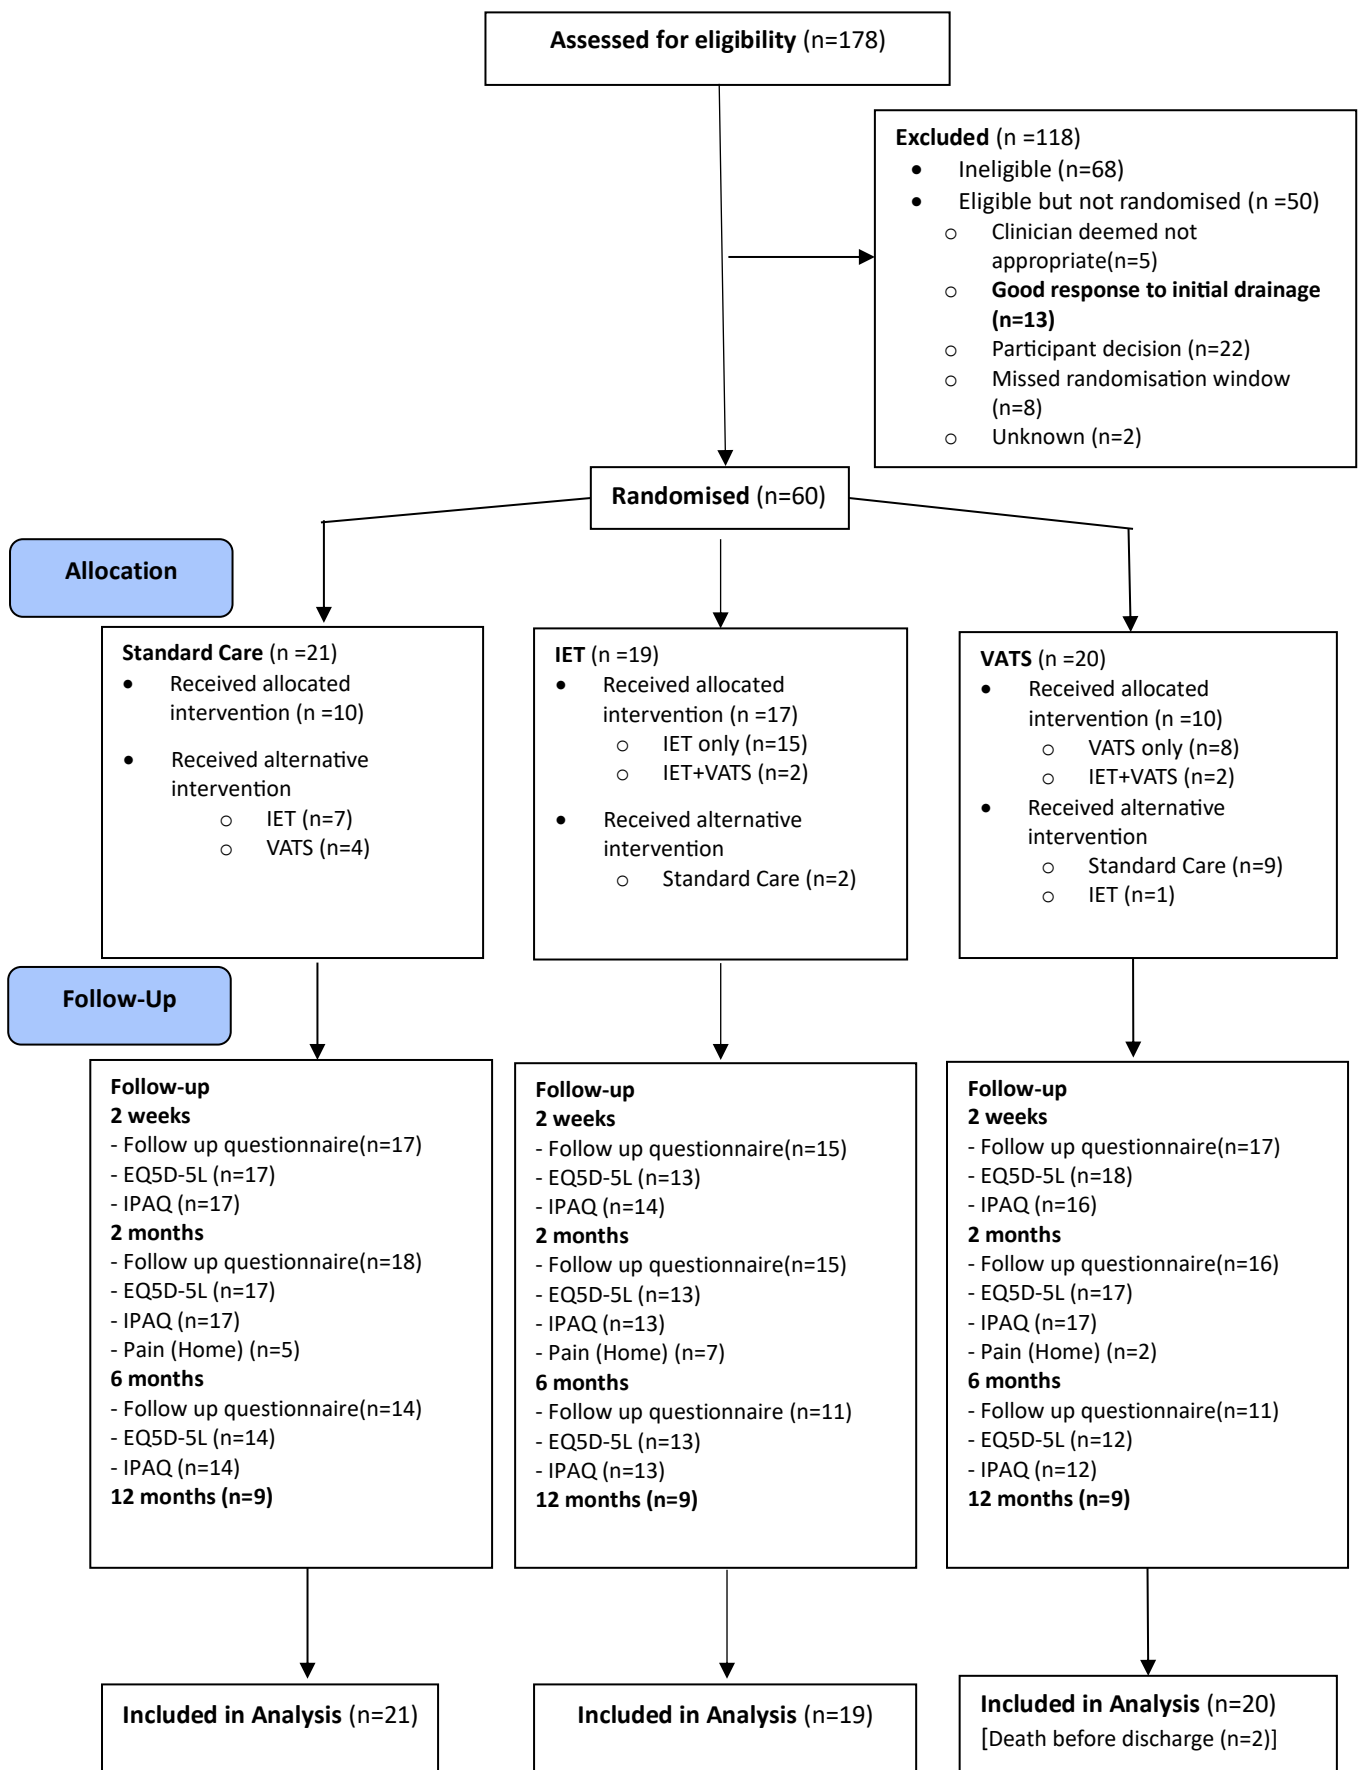 Assessed for eligibility (n=178)
Excluded (n =118)
• Ineligible (n=68)
• Eligible but not randomised (n =50)
o Clinician deemed not
appropriate(n=5)
o Good response to initial drainage
(n=13)
o Participant decision (n=22)
o Missed randomisation window
(n=8)
o Unknown (n=2)
Randomised (n=60)
Allocation
Standard Care (n =21)
• Received allocated
intervention (n =10)
• Received alternative
intervention
o IET (n=7)
o VATS (n=4)
IET (n =19)
• Received allocated
intervention (n =17)
o IET only (n=15)
o IET+VATS (n=2)
• Received alternative
intervention
o Standard Care (n=2)
VATS (n =20)
• Received allocated
intervention (n =10)
o VATS only (n=8)
o IET+VATS (n=2)
• Received alternative
intervention
o Standard Care (n=9)
o IET (n=1)
Follow-Up
Follow-up
2 weeks
- Follow up questionnaire(n=17)
- EQ5D-5L (n=17)
- IPAQ (n=17)
2 months
- Follow up questionnaire(n=18)
- EQ5D-5L (n=17)
- IPAQ (n=17)
- Pain (Home) (n=5)
6 months
- Follow up questionnaire(n=14)
- EQ5D-5L (n=14)
- IPAQ (n=14)
12 months (n=9)
Follow-up
2 weeks
- Follow up questionnaire(n=15)
- EQ5D-5L (n=13)
- IPAQ (n=14)
2 months
- Follow up questionnaire(n=15)
- EQ5D-5L (n=13)
- IPAQ (n=13)
- Pain (Home) (n=7)
6 months
- Follow up questionnaire (n=11)
- EQ5D-5L (n=13)
- IPAQ (n=13)
12 months (n=9)
Follow-up
2 weeks
- Follow up questionnaire(n=17)
- EQ5D-5L (n=18)
- IPAQ (n=16)
2 months
- Follow up questionnaire(n=16)
- EQ5D-5L (n=17)
- IPAQ (n=17)
- Pain (Home) (n=2)
6 months
- Follow up questionnaire(n=11)
- EQ5D-5L (n=12)
- IPAQ (n=12)
12 months (n=9)
Included in Analysis (n=21)
Included in Analysis (n=19)
Included in Analysis (n=20)
[Death before discharge (n=2)]